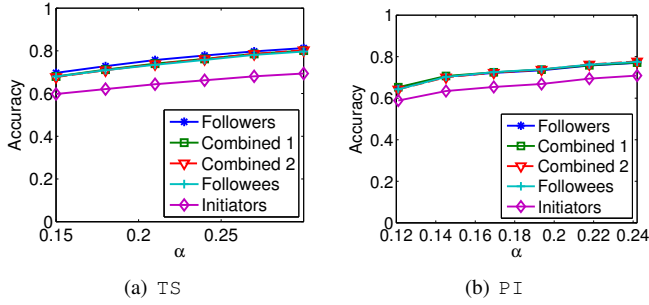 1
0.8
0.6
0.4
0.2
0
Accuracy
0.15 0.2 0.25
α
Followers
Combined 1
Combined 2
Followees
Initiators
(a) TS
1
0.8
0.6
0.4
0.2
0
Accuracy
0.12 0.14 0.16 0.18 0.2 0.22 0.24
α
Followers
Combined 1
Combined 2
Followees
Initiators
(b) PI